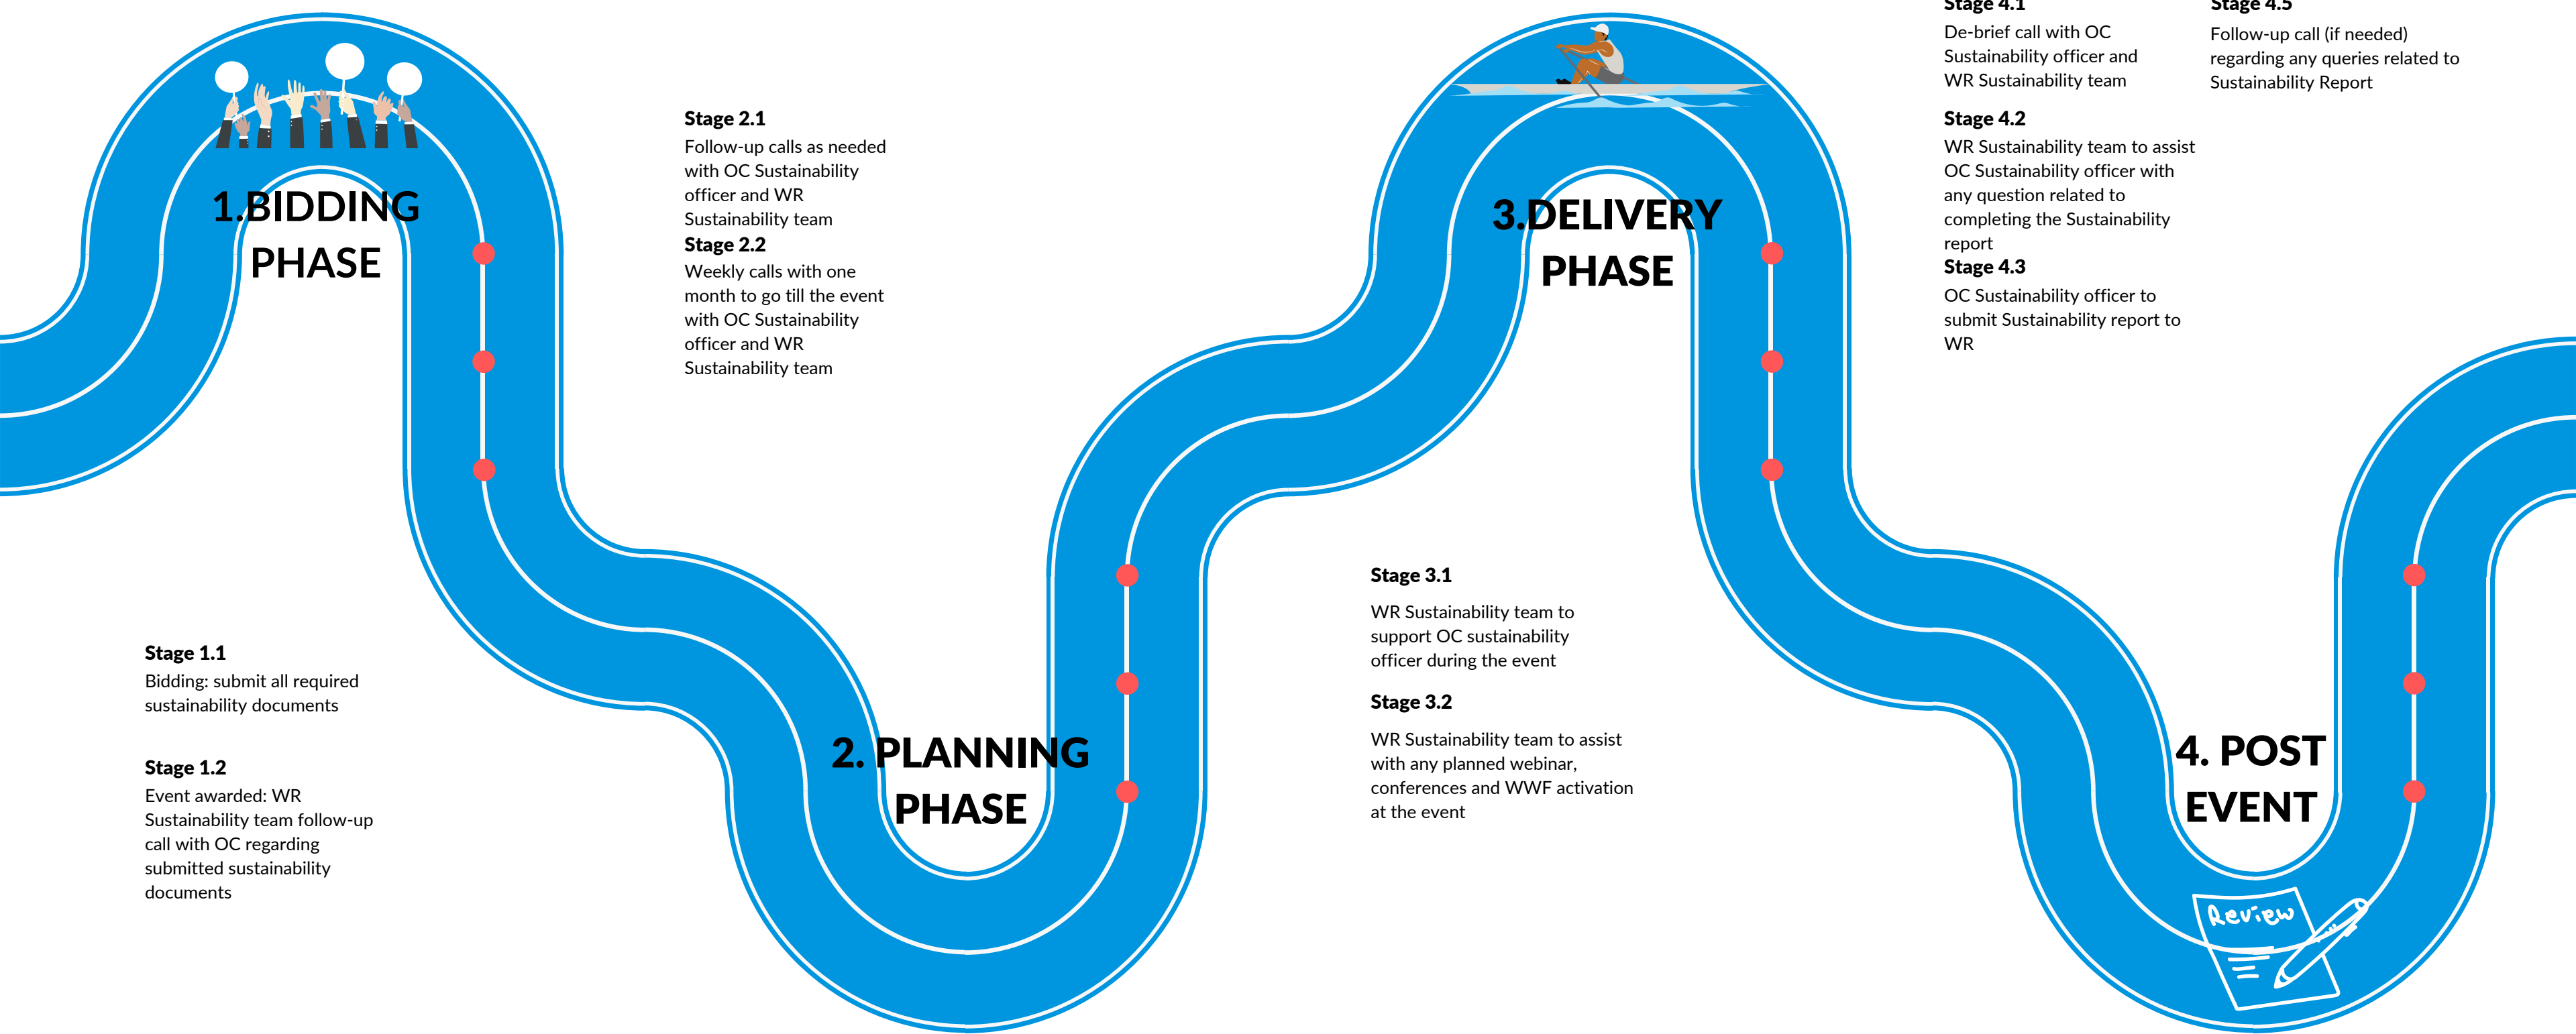 1.BIDDING
PHASE
Stage 1.1
Bidding: submit all required
sustainability documents
Stage 1.2
Event awarded: WR
Sustainability team follow-up
call with OC regarding
submitted sustainability
documents
Stage 2.1
Follow-up calls as needed
with OC Sustainability
officer and WR
Sustainability team
Stage 2.2
Weekly calls with one
month to go till the event
with OC Sustainability
officer and WR
Sustainability team
2. PLANNING
PHASE
3.DELIVERY
PHASE
Stage 3.1
WR Sustainability team to
support OC sustainability
officer during the event
Stage 3.2
WR Sustainability team to assist
with any planned webinar,
conferences and WWF activation
at the event
Stage 4.1
De-brief call with OC
Sustainability officer and
WR Sustainability team
Stage 4.2
WR Sustainability team to assist
OC Sustainability officer with
any question related to
completing the Sustainability
report
Stage 4.3
OC Sustainability officer to
submit Sustainability report to
WR
Stage 4.5
Follow-up call (if needed)
regarding any queries related to
Sustainability Report
4. POST
EVENT
Review